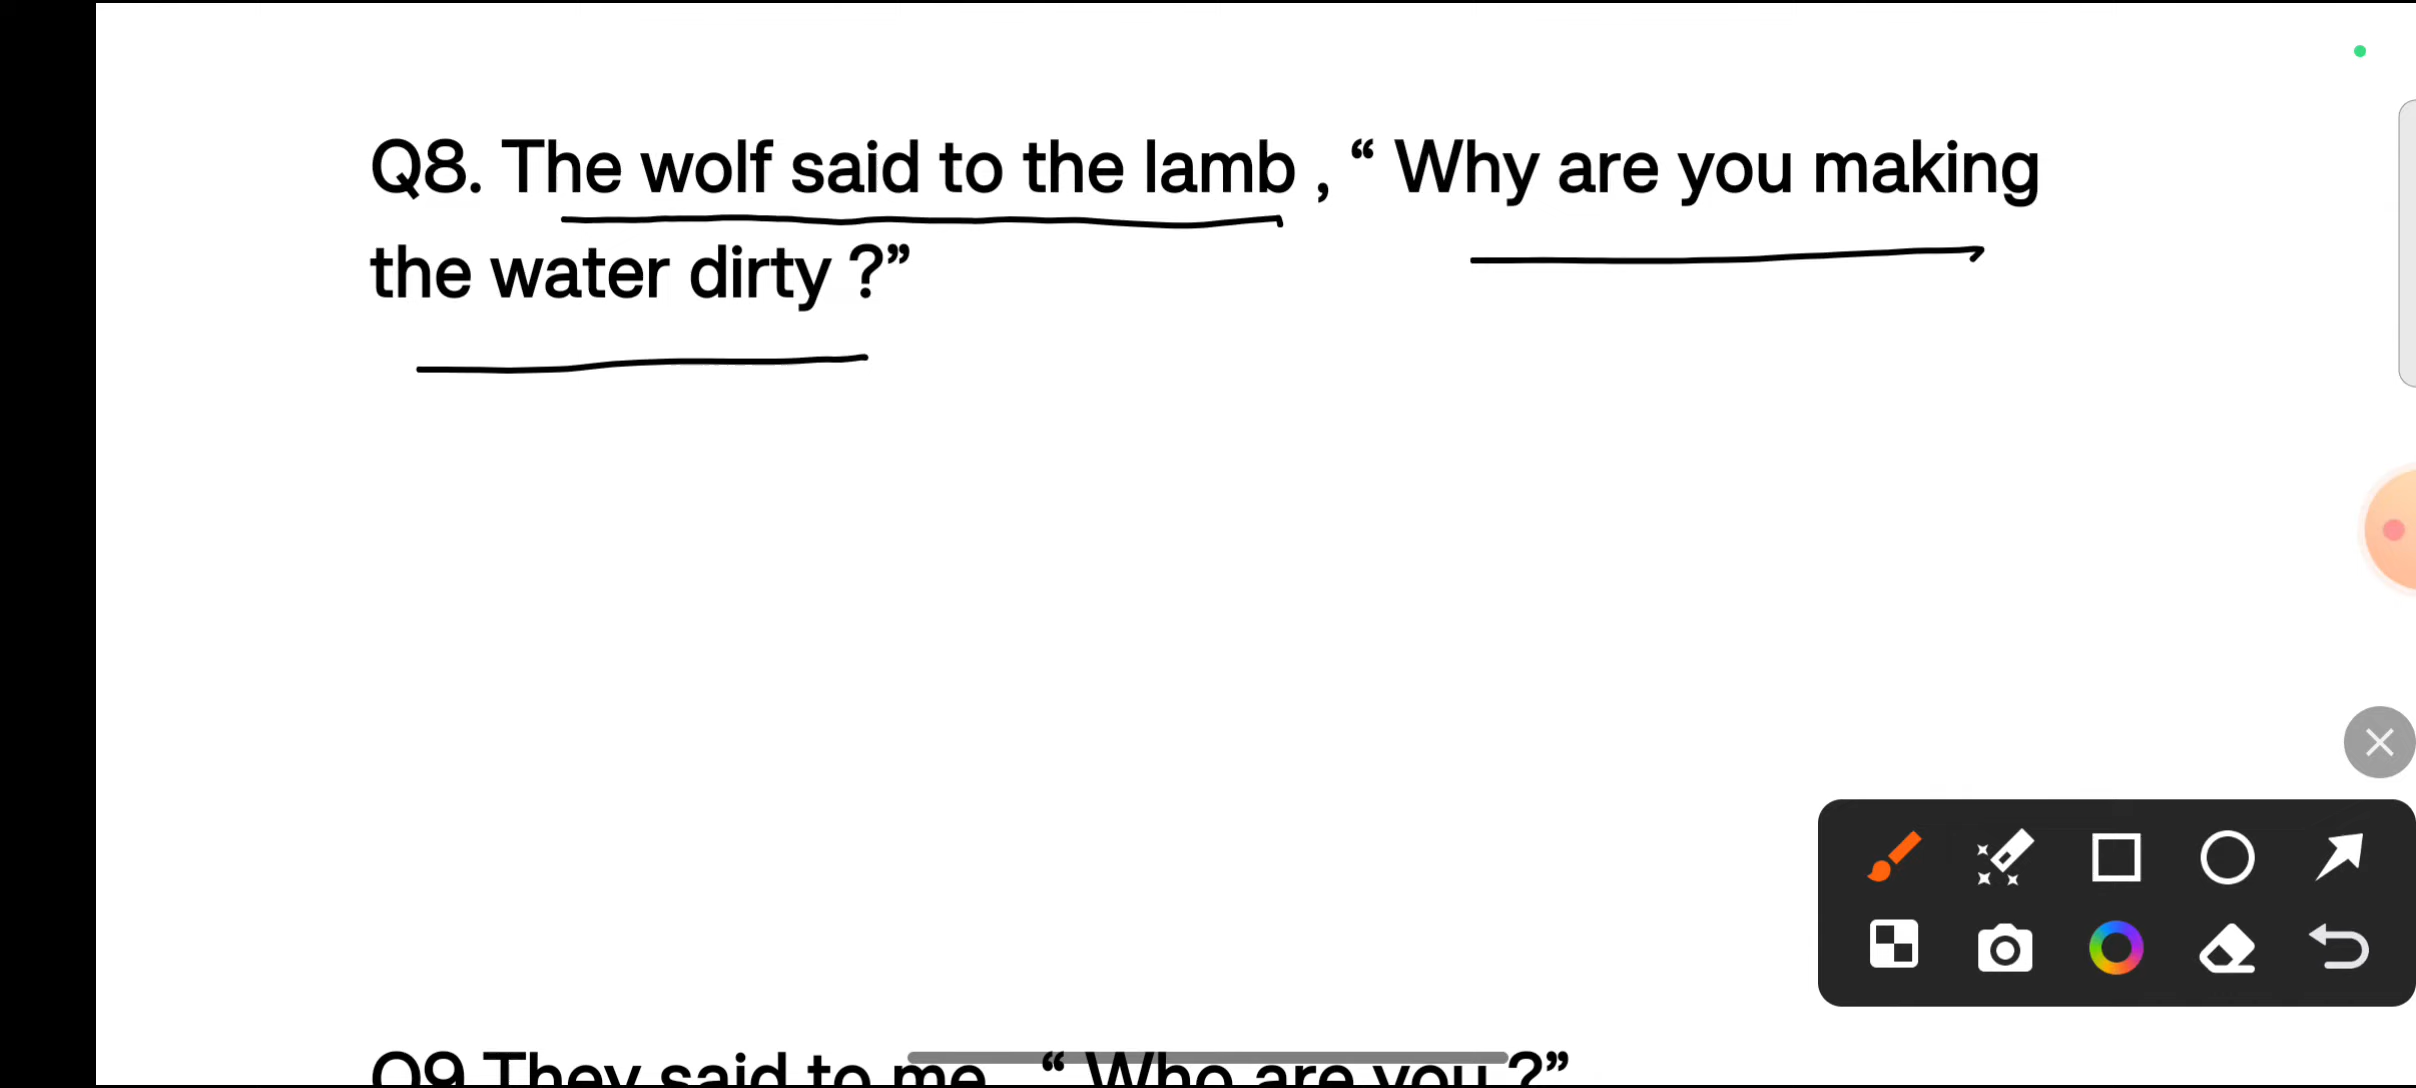 Q8. The wolf said to the lamb , “ Why are you making
the water dirty ?”
Q9 They said to me “ Who are you ?”